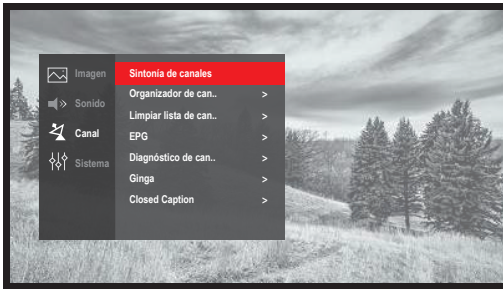 Imagen
Sonido
Canal
Sistema
Sintonía de canales
Organizador de can.. >
Limpiar lista de can.. >
EPG >
Diagnóstico de can.. >
Ginga >
Closed Caption >